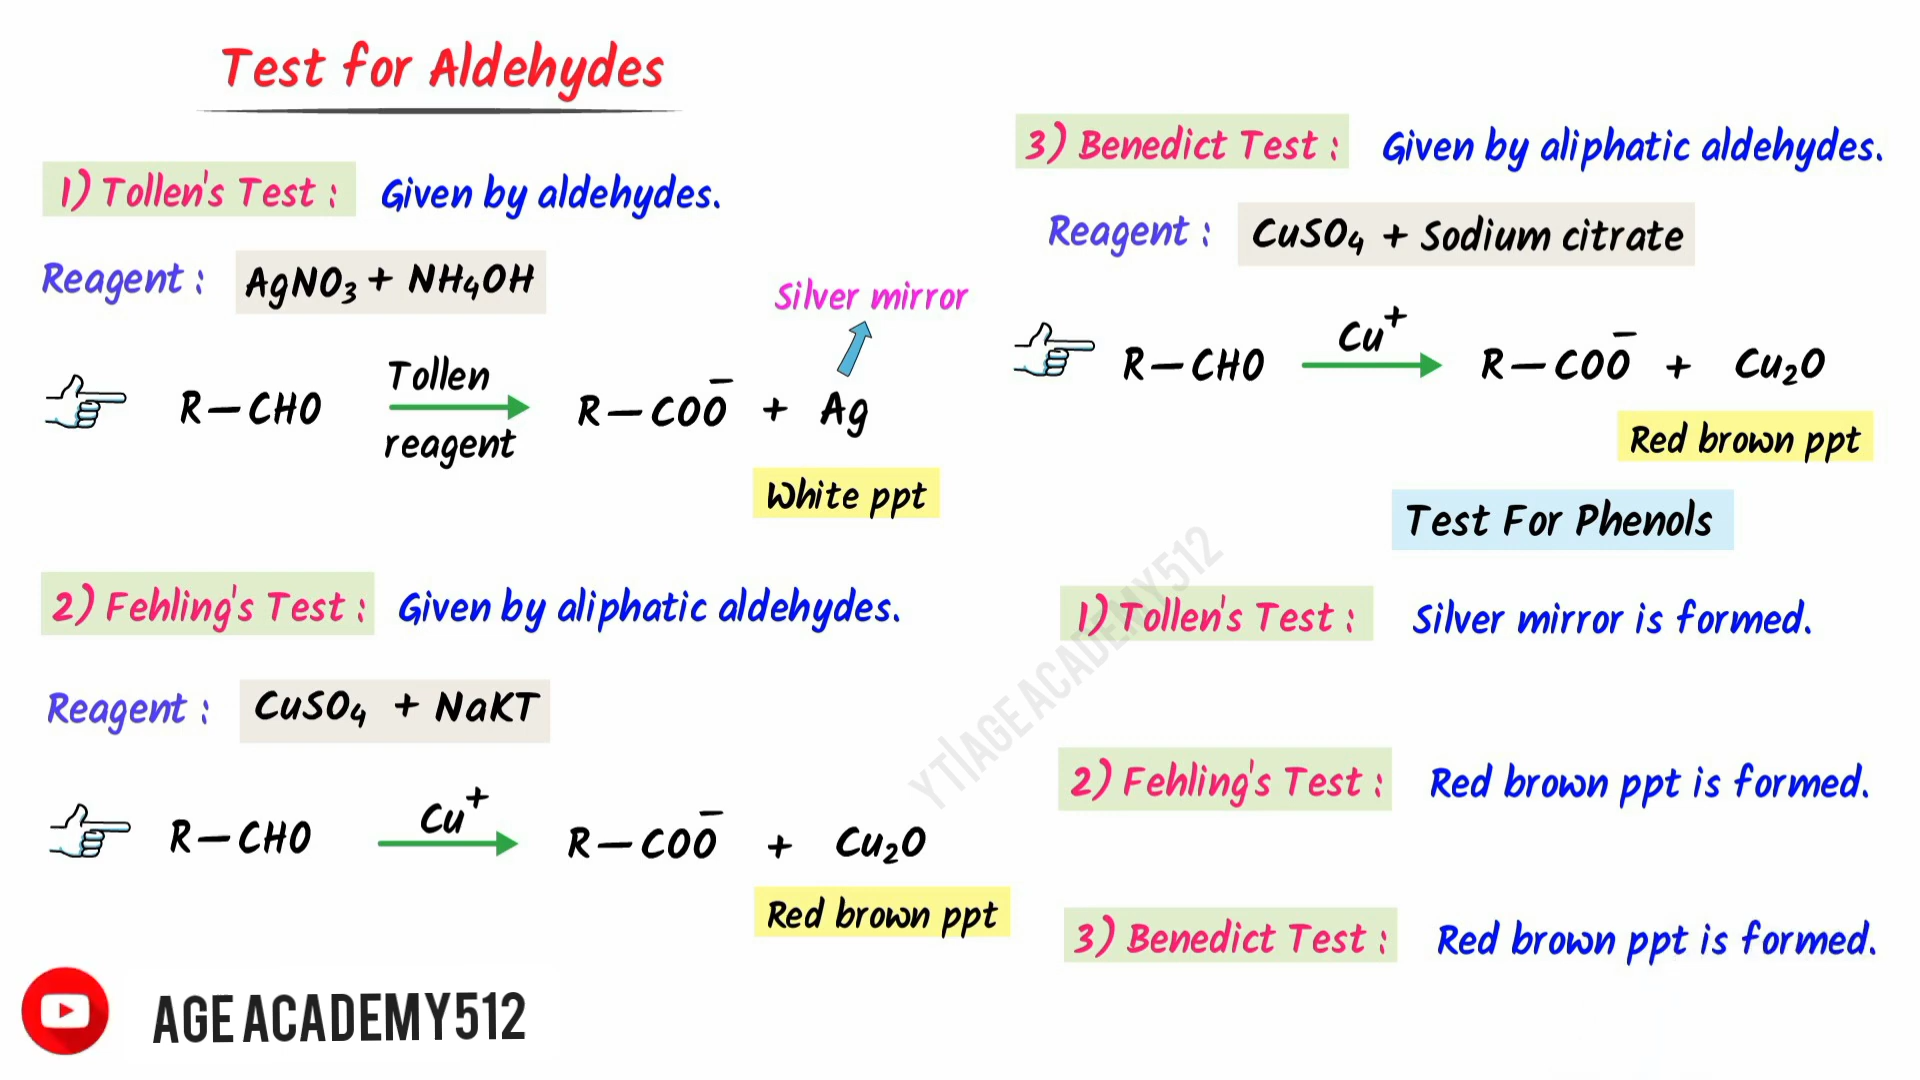 Test for Aldehydes
1) Tollen's Test : Given by aldehydes.
Reagent : AgNO₃ + NH₄OH
Silver mirror
R—CHO Tollen reagent R—COO⁻ + Ag
White ppt
2) Fehling's Test : Given by aliphatic aldehydes.
Reagent : CuSO₄ + NaKT
R—CHO Cu⁺ R—COO⁻ + Cu₂O
Red brown ppt
3) Benedict Test : Given by aliphatic aldehydes.
Reagent : CuSO₄ + Sodium citrate
R—CHO Cu⁺ R—COO⁻ + Cu₂O
Red brown ppt
Test For Phenols
1) Tollen's Test : Silver mirror is formed.
2) Fehling's Test : Red brown ppt is formed.
3) Benedict Test : Red brown ppt is formed.
YT|AGE ACADEMY512
AGE ACADEMY512